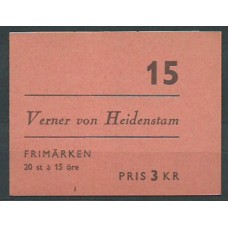 15
Verner von Heidenstam
FRIMÄRKEN
20 st à 15 öre
PRIS 3 KR